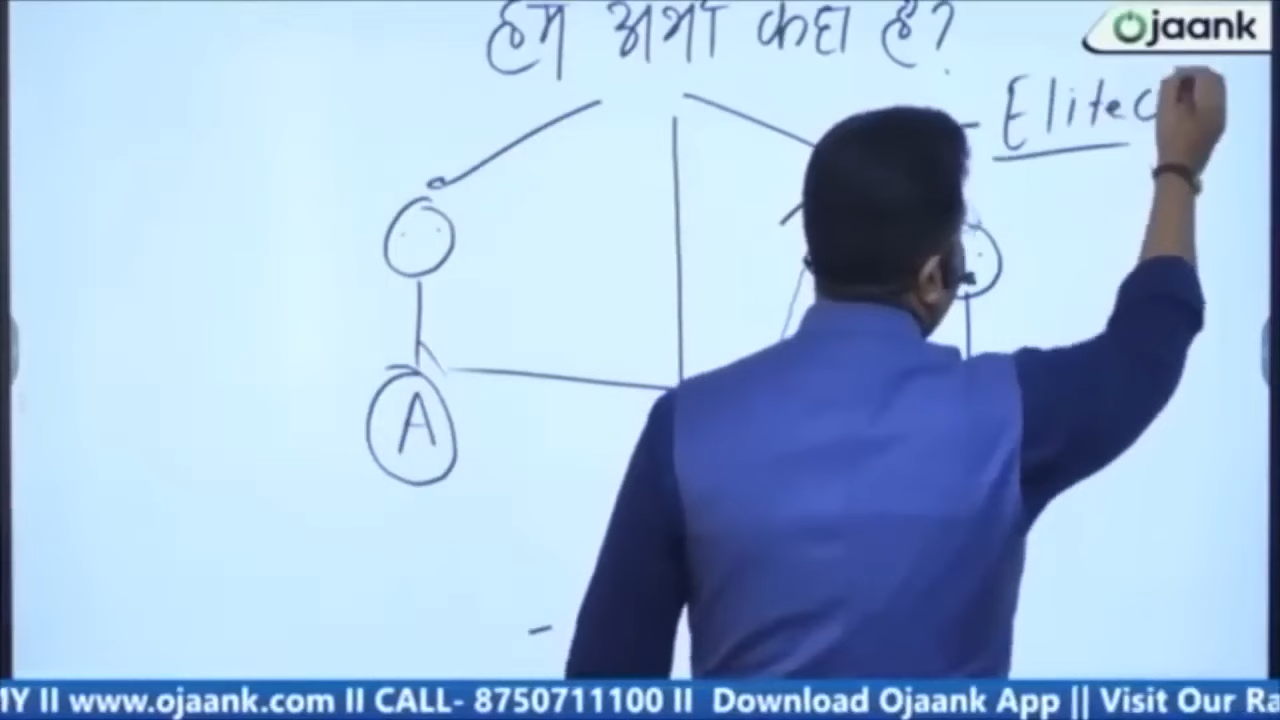 हम अभी कहाँ है?
Ojaank
Elitec
A
MY II www.ojaank.com II CALL- 8750711100 II Download Ojaank App || Visit Our Ra